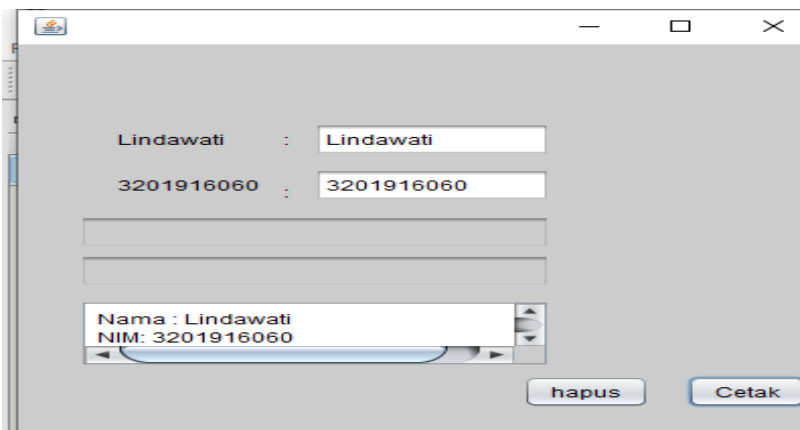 Lindawati : Lindawati
3201916060 : 3201916060
Nama : Lindawati
NIM: 3201916060
hapus Cetak